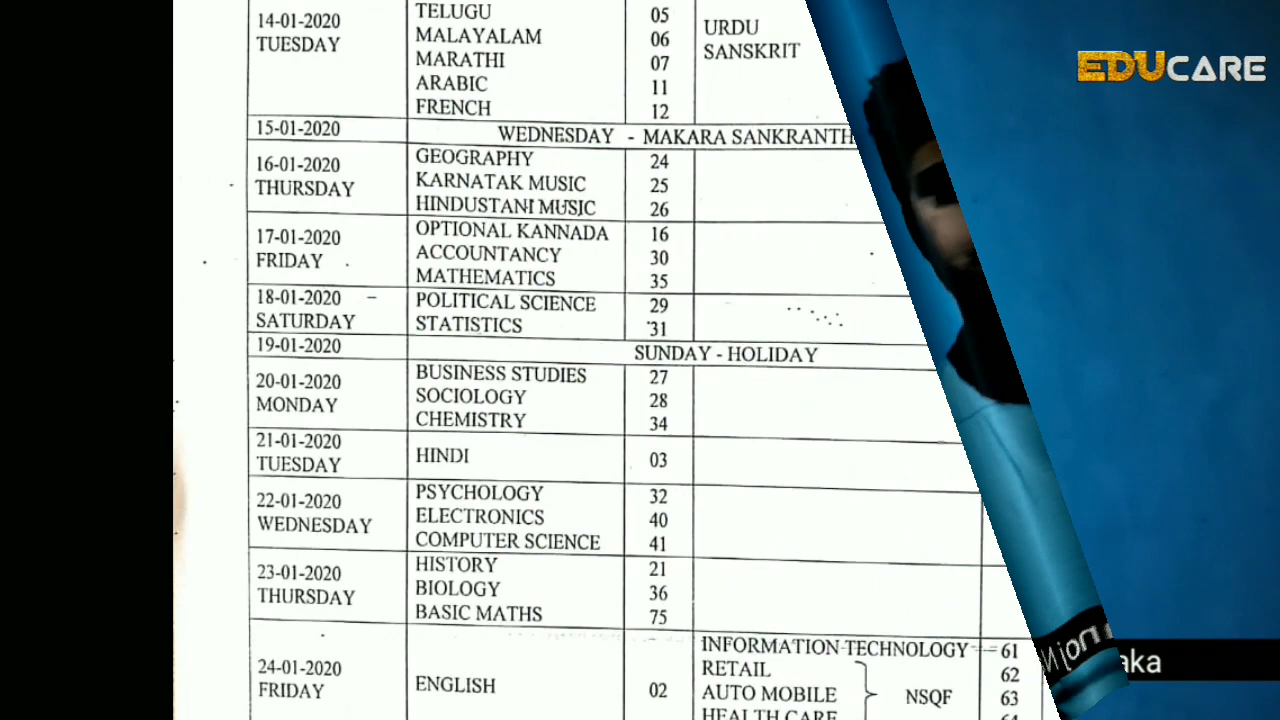 EDUCARE
14-01-2020
TUESDAY
TELUGU 05
MALAYALAM 06
MARATHI 07
ARABIC 11
FRENCH 12
URDU
SANSKRIT
15-01-2020 WEDNESDAY - MAKARA SANKRANTH
16-01-2020
THURSDAY
GEOGRAPHY 24
KARNATAK MUSIC 25
HINDUSTANI MUSIC 26
17-01-2020
FRIDAY
OPTIONAL KANNADA 16
ACCOUNTANCY 30
MATHEMATICS 35
18-01-2020
SATURDAY
POLITICAL SCIENCE 29
STATISTICS 31
19-01-2020 SUNDAY - HOLIDAY
20-01-2020
MONDAY
BUSINESS STUDIES 27
SOCIOLOGY 28
CHEMISTRY 34
21-01-2020
TUESDAY
HINDI 03
22-01-2020
WEDNESDAY
PSYCHOLOGY 32
ELECTRONICS 40
COMPUTER SCIENCE 41
23-01-2020
THURSDAY
HISTORY 21
BIOLOGY 36
BASIC MATHS 75
24-01-2020
FRIDAY
ENGLISH 02
INFORMATION TECHNOLOGY 61
RETAIL 62
AUTO MOBILE NSQF 63
HEALTH CARE 64
aka